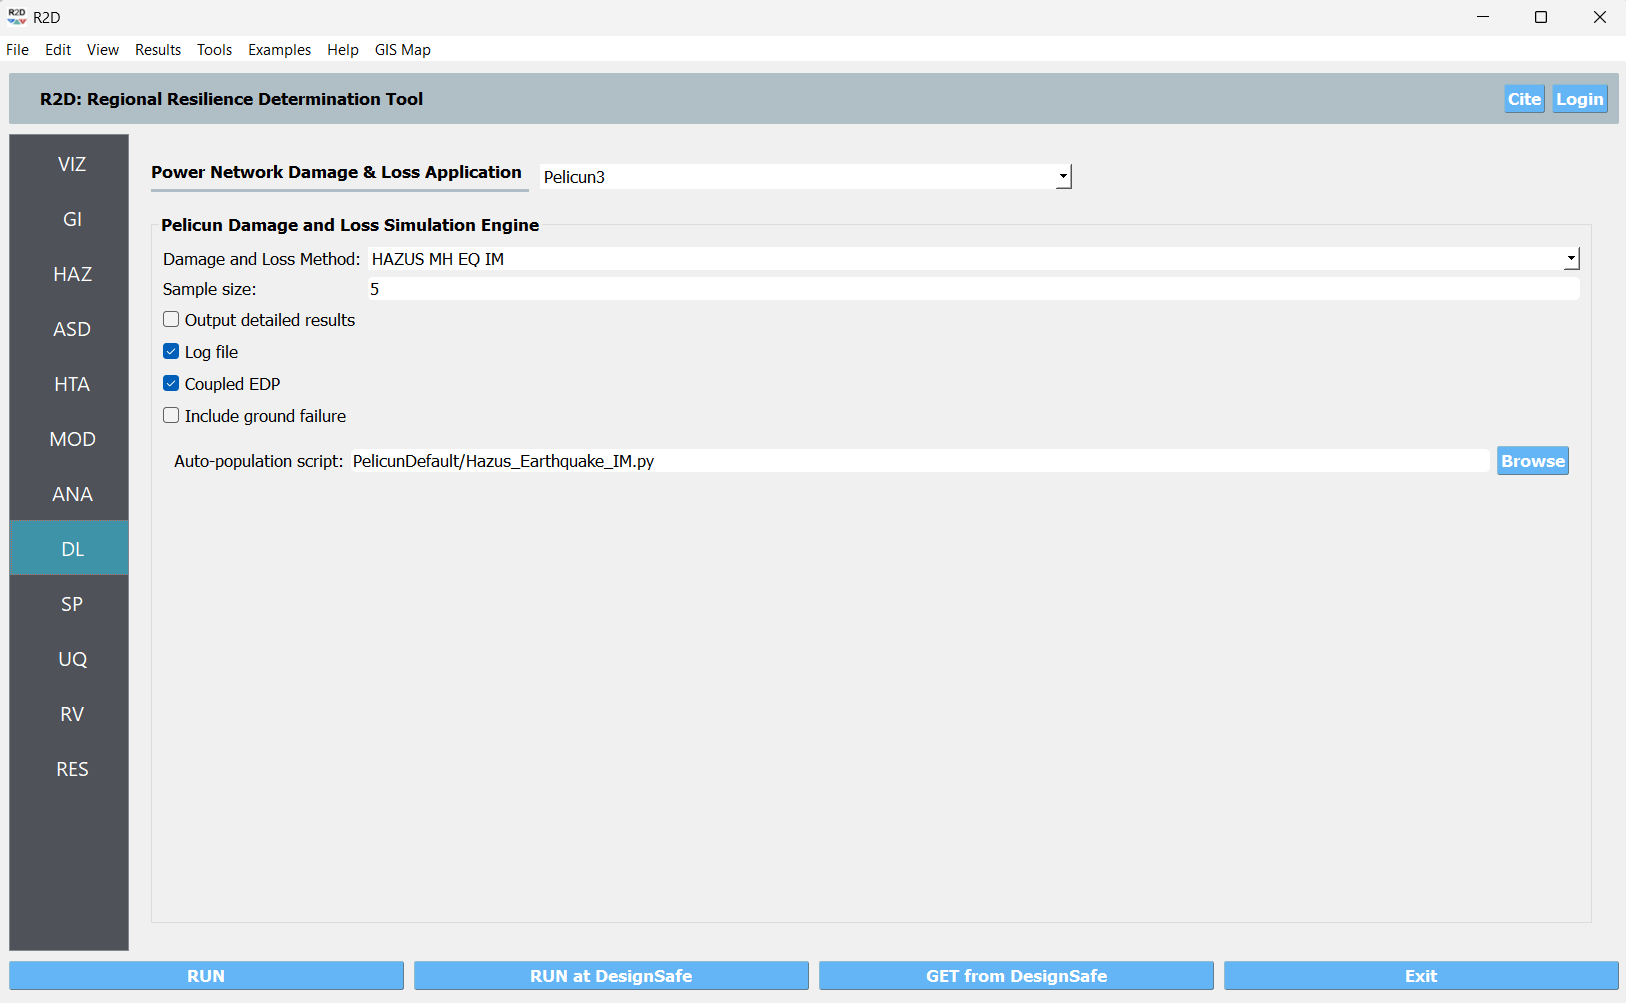 R2D R2D
File Edit View Results Tools Examples Help GIS Map
R2D: Regional Resilience Determination Tool Cite Login
VIZ
GI
HAZ
ASD
HTA
MOD
ANA
DL
SP
UQ
RV
RES
Power Network Damage & Loss Application Pelicun3
Pelicun Damage and Loss Simulation Engine
Damage and Loss Method: HAZUS MH EQ IM
Sample size: 5
Output detailed results
Log file
Coupled EDP
Include ground failure
Auto-population script: PelicunDefault/Hazus_Earthquake_IM.py Browse
RUN RUN at DesignSafe GET from DesignSafe Exit